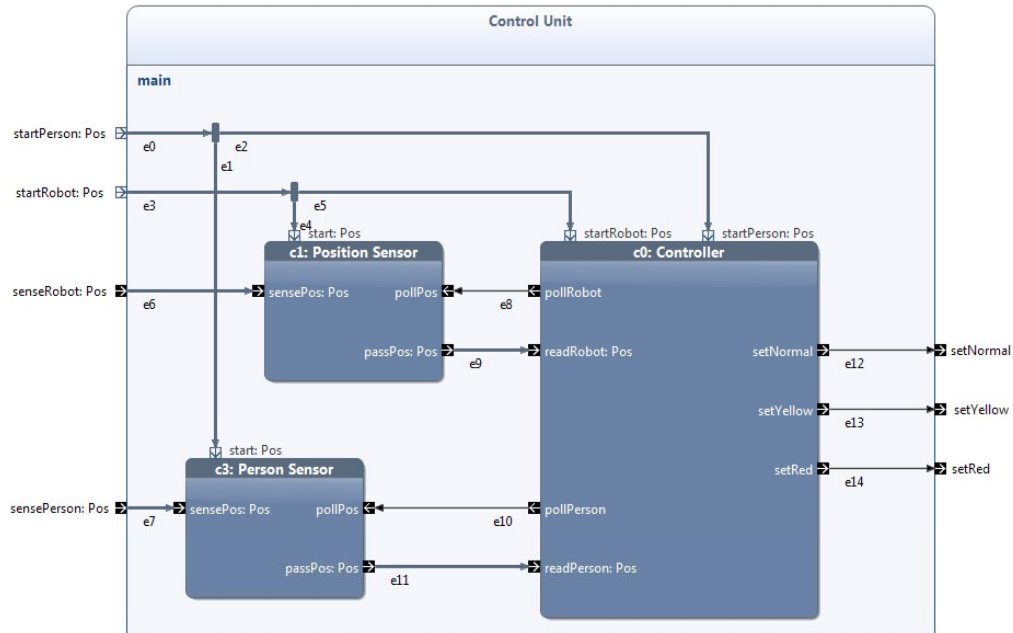 Control Unit
main
startPerson: Pos
e0
e2
e1
startRobot: Pos
e3
e5
e4
start: Pos
startRobot: Pos
startPerson: Pos
c1: Position Sensor
c0: Controller
senseRobot: Pos
e6
sensePos: Pos
pollPos
e8
pollRobot
passPos: Pos
e9
readRobot: Pos
setNormal
e12
setNormal
setYellow
e13
setYellow
start: Pos
c3: Person Sensor
setRed
e14
setRed
sensePerson: Pos
e7
sensePos: Pos
pollPos
e10
pollPerson
passPos: Pos
e11
readPerson: Pos